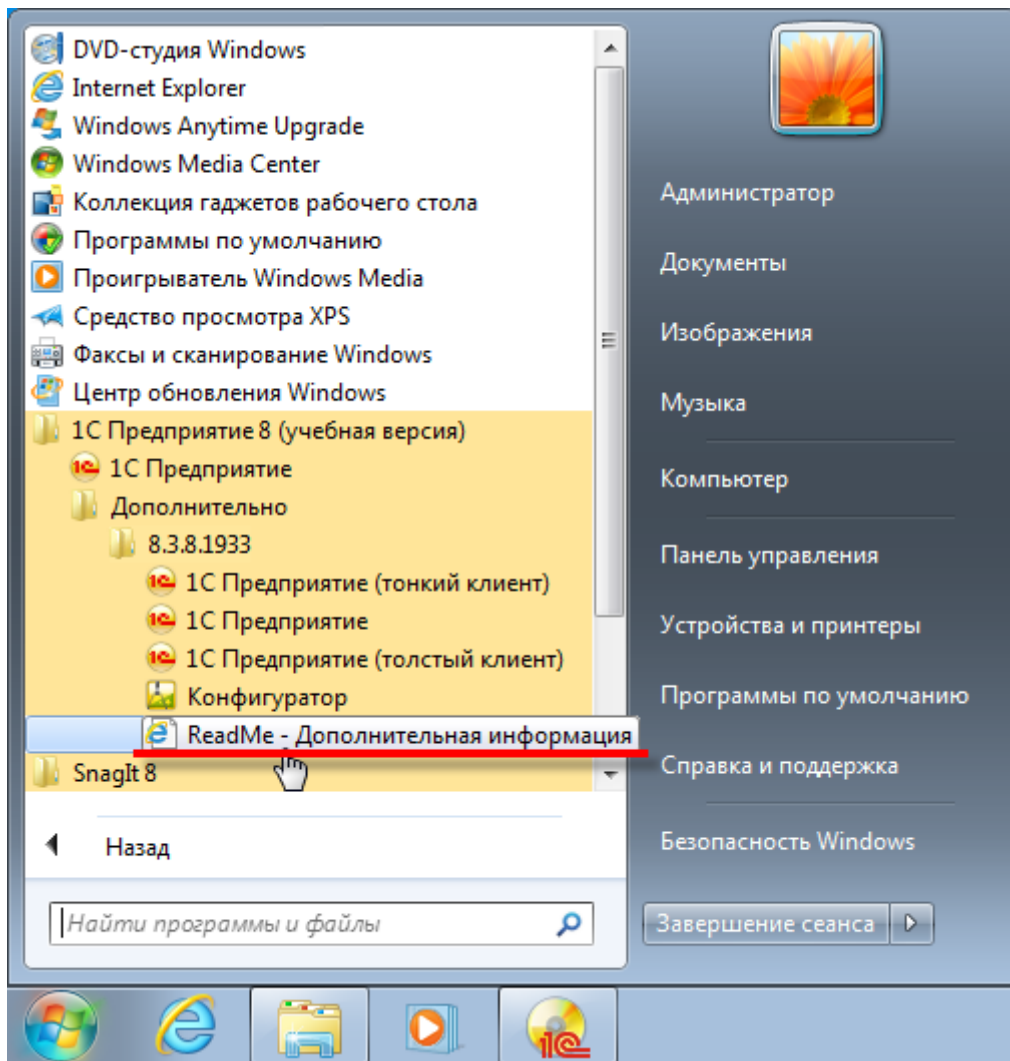 DVD-студия Windows
Internet Explorer
Windows Anytime Upgrade
Windows Media Center
Коллекция гаджетов рабочего стола
Программы по умолчанию
Проигрыватель Windows Media
Средство просмотра XPS
Факсы и сканирование Windows
Центр обновления Windows
1С Предприятие 8 (учебная версия)
1С Предприятие
Дополнительно
8.3.8.1933
1С Предприятие (тонкий клиент)
1С Предприятие
1С Предприятие (толстый клиент)
Конфигуратор
ReadMe - Дополнительная информация
SnagIt 8
Назад
Найти программы и файлы
Администратор
Документы
Изображения
Музыка
Компьютер
Панель управления
Устройства и принтеры
Программы по умолчанию
Справка и поддержка
Безопасность Windows
Завершение сеанса